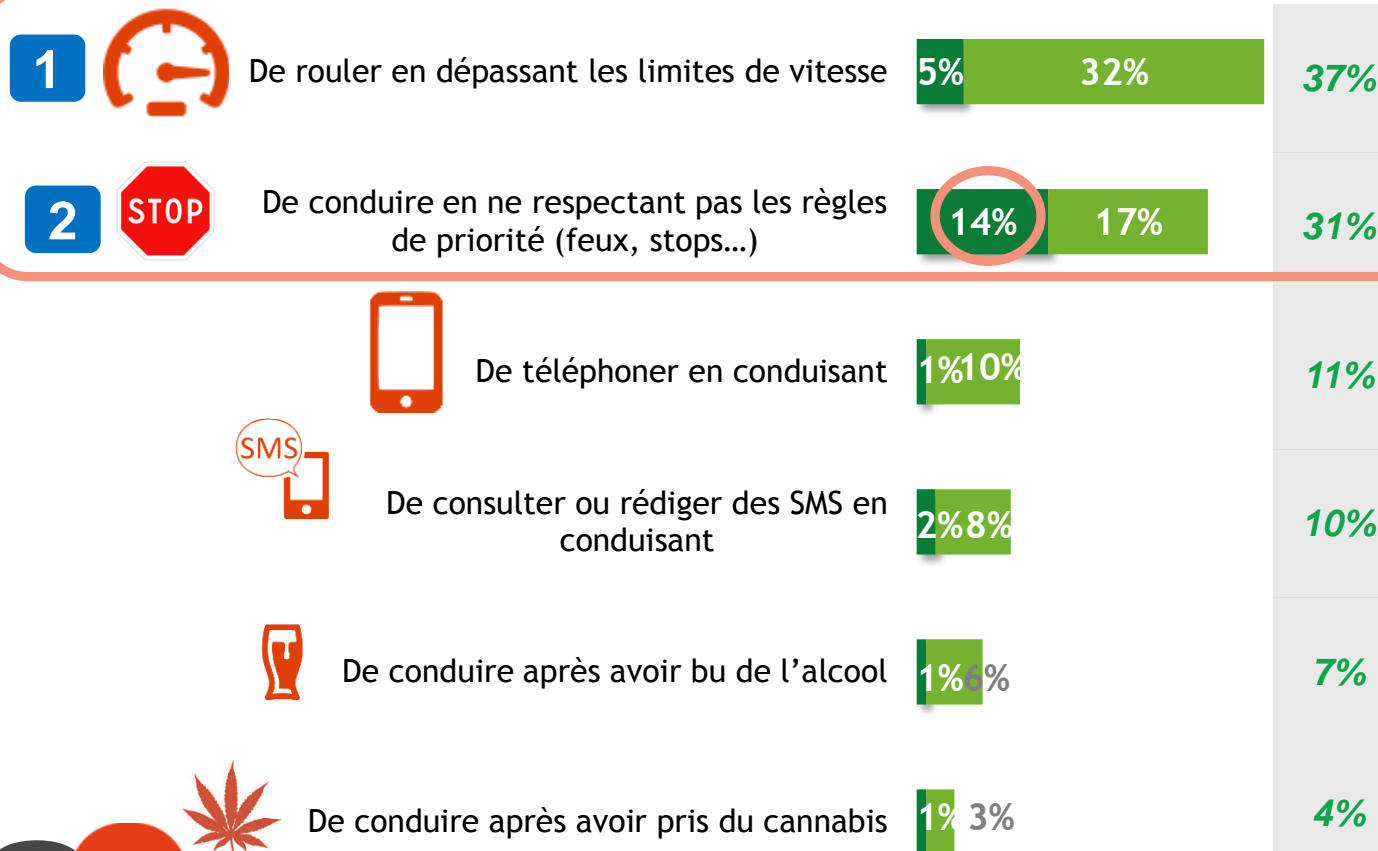 1 De rouler en dépassant les limites de vitesse 5% 32% 37%
2 STOP De conduire en ne respectant pas les règles
de priorité (feux, stops…) 14% 17% 31%
De téléphoner en conduisant 1% 10% 11%
SMS
De consulter ou rédiger des SMS en
conduisant 2% 8% 10%
De conduire après avoir bu de l’alcool 1% 6% 7%
De conduire après avoir pris du cannabis 1% 3% 4%